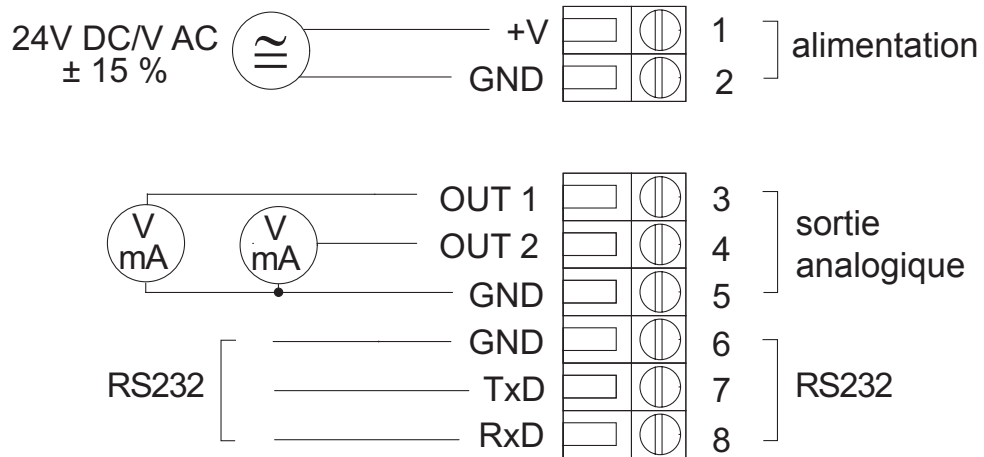 24V DC/V AC
± 15 %
≅
+V
1
GND
2
alimentation
V
mA
V
mA
OUT 1
3
OUT 2
4
GND
5
sortie
analogique
RS232
GND
6
TxD
7
RxD
8
RS232